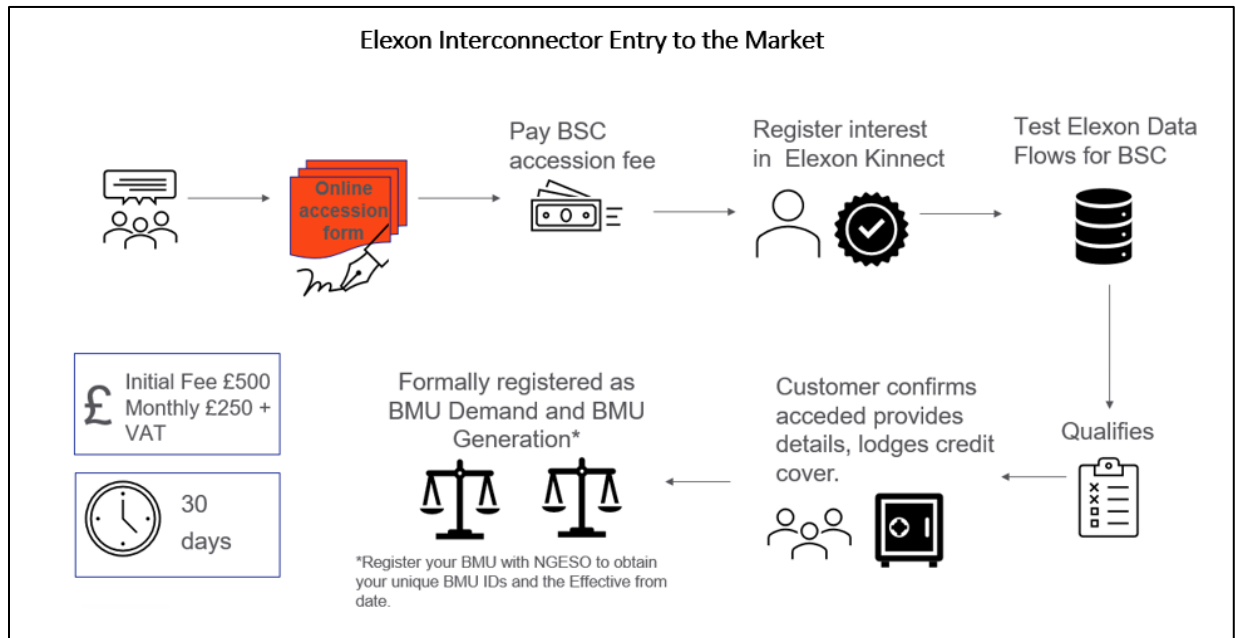 Elexon Interconnector Entry to the Market
Online
accession
form
Pay BSC
accession fee
Register interest
in Elexon Kinnect
Test Elexon Data
Flows for BSC
Qualifies
Customer confirms
acceded provides
details, lodges credit
cover.
Formally registered as
BMU Demand and BMU
Generation*
*Register your BMU with NGESO to obtain
your unique BMU IDs and the Effective from
date.
£
Initial Fee £500
Monthly £250 +
VAT
30
days